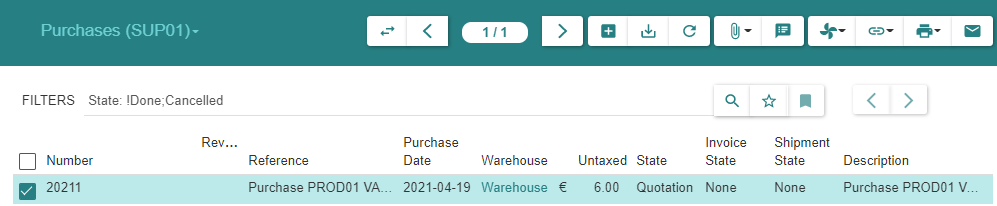 Purchases (SUP01)
1 / 1
FILTERS State: !Done;Cancelled
Number Rev… Reference Purchase Date Warehouse Untaxed State Invoice State Shipment State Description
20211 Purchase PROD01 VA… 2021-04-19 Warehouse € 6.00 Quotation None None Purchase PROD01 V…